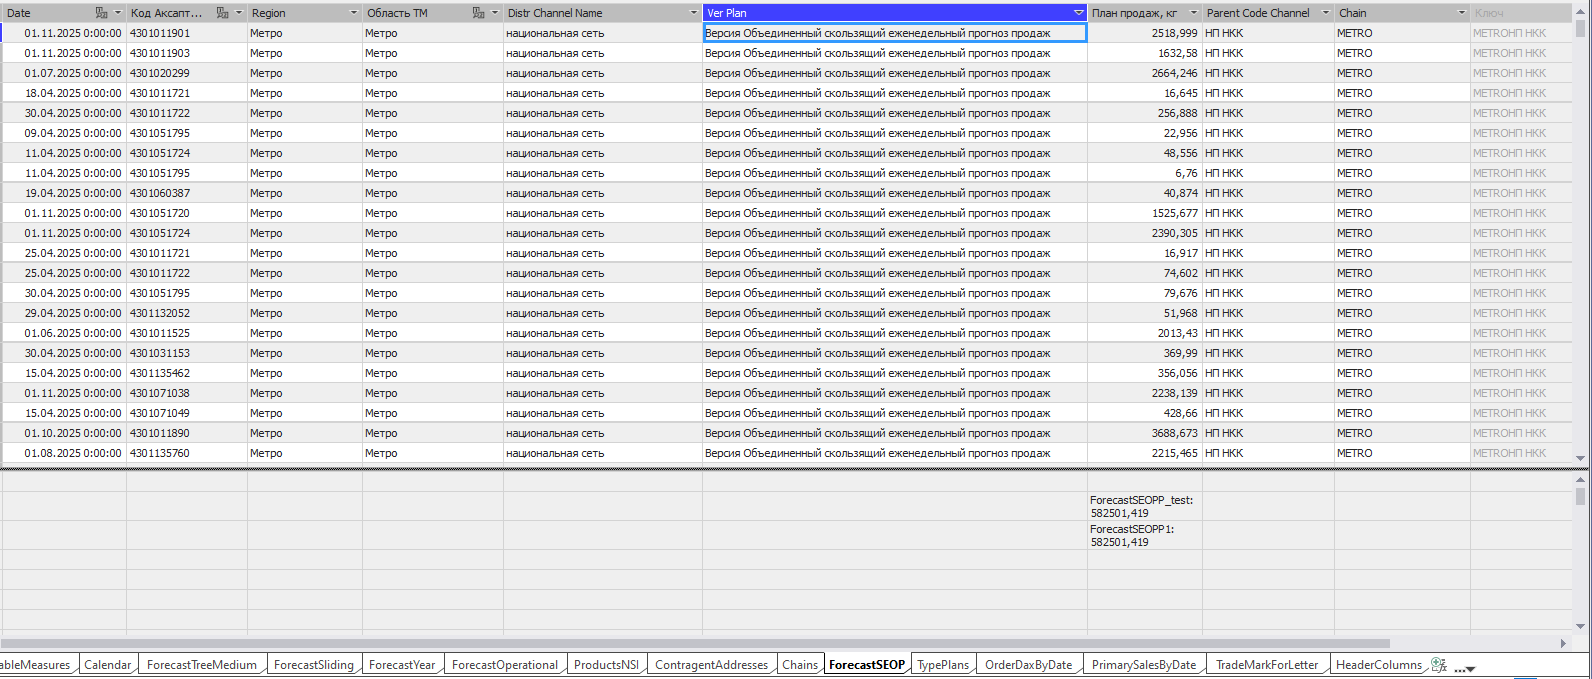 Date Код Аксапт... Region Область ТМ Distr Channel Name Ver Plan План продаж, кг Parent Code Channel Chain Ключ
01.11.2025 0:00:00 4301011901 Метро Метро национальная сеть Версия Объединенный скользящий еженедельный прогноз продаж 2518,999 НП НКК METRO METROНП НКК
01.11.2025 0:00:00 4301011903 Метро Метро национальная сеть Версия Объединенный скользящий еженедельный прогноз продаж 1632,58 НП НКК METRO METROНП НКК
01.07.2025 0:00:00 4301020299 Метро Метро национальная сеть Версия Объединенный скользящий еженедельный прогноз продаж 2664,246 НП НКК METRO METROНП НКК
18.04.2025 0:00:00 4301011721 Метро Метро национальная сеть Версия Объединенный скользящий еженедельный прогноз продаж 16,645 НП НКК METRO METROНП НКК
30.04.2025 0:00:00 4301011722 Метро Метро национальная сеть Версия Объединенный скользящий еженедельный прогноз продаж 256,888 НП НКК METRO METROНП НКК
09.04.2025 0:00:00 4301051795 Метро Метро национальная сеть Версия Объединенный скользящий еженедельный прогноз продаж 22,956 НП НКК METRO METROНП НКК
11.04.2025 0:00:00 4301051724 Метро Метро национальная сеть Версия Объединенный скользящий еженедельный прогноз продаж 48,556 НП НКК METRO METROНП НКК
11.04.2025 0:00:00 4301051795 Метро Метро национальная сеть Версия Объединенный скользящий еженедельный прогноз продаж 6,76 НП НКК METRO METROНП НКК
19.04.2025 0:00:00 4301060387 Метро Метро национальная сеть Версия Объединенный скользящий еженедельный прогноз продаж 40,874 НП НКК METRO METROНП НКК
01.11.2025 0:00:00 4301051720 Метро Метро национальная сеть Версия Объединенный скользящий еженедельный прогноз продаж 1525,677 НП НКК METRO METROНП НКК
01.11.2025 0:00:00 4301051724 Метро Метро национальная сеть Версия Объединенный скользящий еженедельный прогноз продаж 2390,305 НП НКК METRO METROНП НКК
25.04.2025 0:00:00 4301011721 Метро Метро национальная сеть Версия Объединенный скользящий еженедельный прогноз продаж 16,917 НП НКК METRO METROНП НКК
25.04.2025 0:00:00 4301011722 Метро Метро национальная сеть Версия Объединенный скользящий еженедельный прогноз продаж 74,602 НП НКК METRO METROНП НКК
30.04.2025 0:00:00 4301051795 Метро Метро национальная сеть Версия Объединенный скользящий еженедельный прогноз продаж 79,676 НП НКК METRO METROНП НКК
29.04.2025 0:00:00 4301132052 Метро Метро национальная сеть Версия Объединенный скользящий еженедельный прогноз продаж 51,968 НП НКК METRO METROНП НКК
01.06.2025 0:00:00 4301011525 Метро Метро национальная сеть Версия Объединенный скользящий еженедельный прогноз продаж 2013,43 НП НКК METRO METROНП НКК
30.04.2025 0:00:00 4301031153 Метро Метро национальная сеть Версия Объединенный скользящий еженедельный прогноз продаж 369,99 НП НКК METRO METROНП НКК
15.04.2025 0:00:00 4301135462 Метро Метро национальная сеть Версия Объединенный скользящий еженедельный прогноз продаж 356,056 НП НКК METRO METROНП НКК
01.11.2025 0:00:00 4301071038 Метро Метро национальная сеть Версия Объединенный скользящий еженедельный прогноз продаж 2238,139 НП НКК METRO METROНП НКК
15.04.2025 0:00:00 4301071049 Метро Метро национальная сеть Версия Объединенный скользящий еженедельный прогноз продаж 428,66 НП НКК METRO METROНП НКК
01.10.2025 0:00:00 4301011890 Метро Метро национальная сеть Версия Объединенный скользящий еженедельный прогноз продаж 3688,673 НП НКК METRO METROНП НКК
01.08.2025 0:00:00 4301135760 Метро Метро национальная сеть Версия Объединенный скользящий еженедельный прогноз продаж 2215,465 НП НКК METRO METROНП НКК
ForecastSEOPP_test:
582501,419
ForecastSEOPP1:
582501,419
ableMeasures Calendar ForecastTreeMedium ForecastSliding ForecastYear ForecastOperational ProductsNSI ContragentAddresses Chains ForecastSEOP TypePlans OrderDaxByDate PrimarySalesByDate TradeMarkForLetter HeaderColumns ...